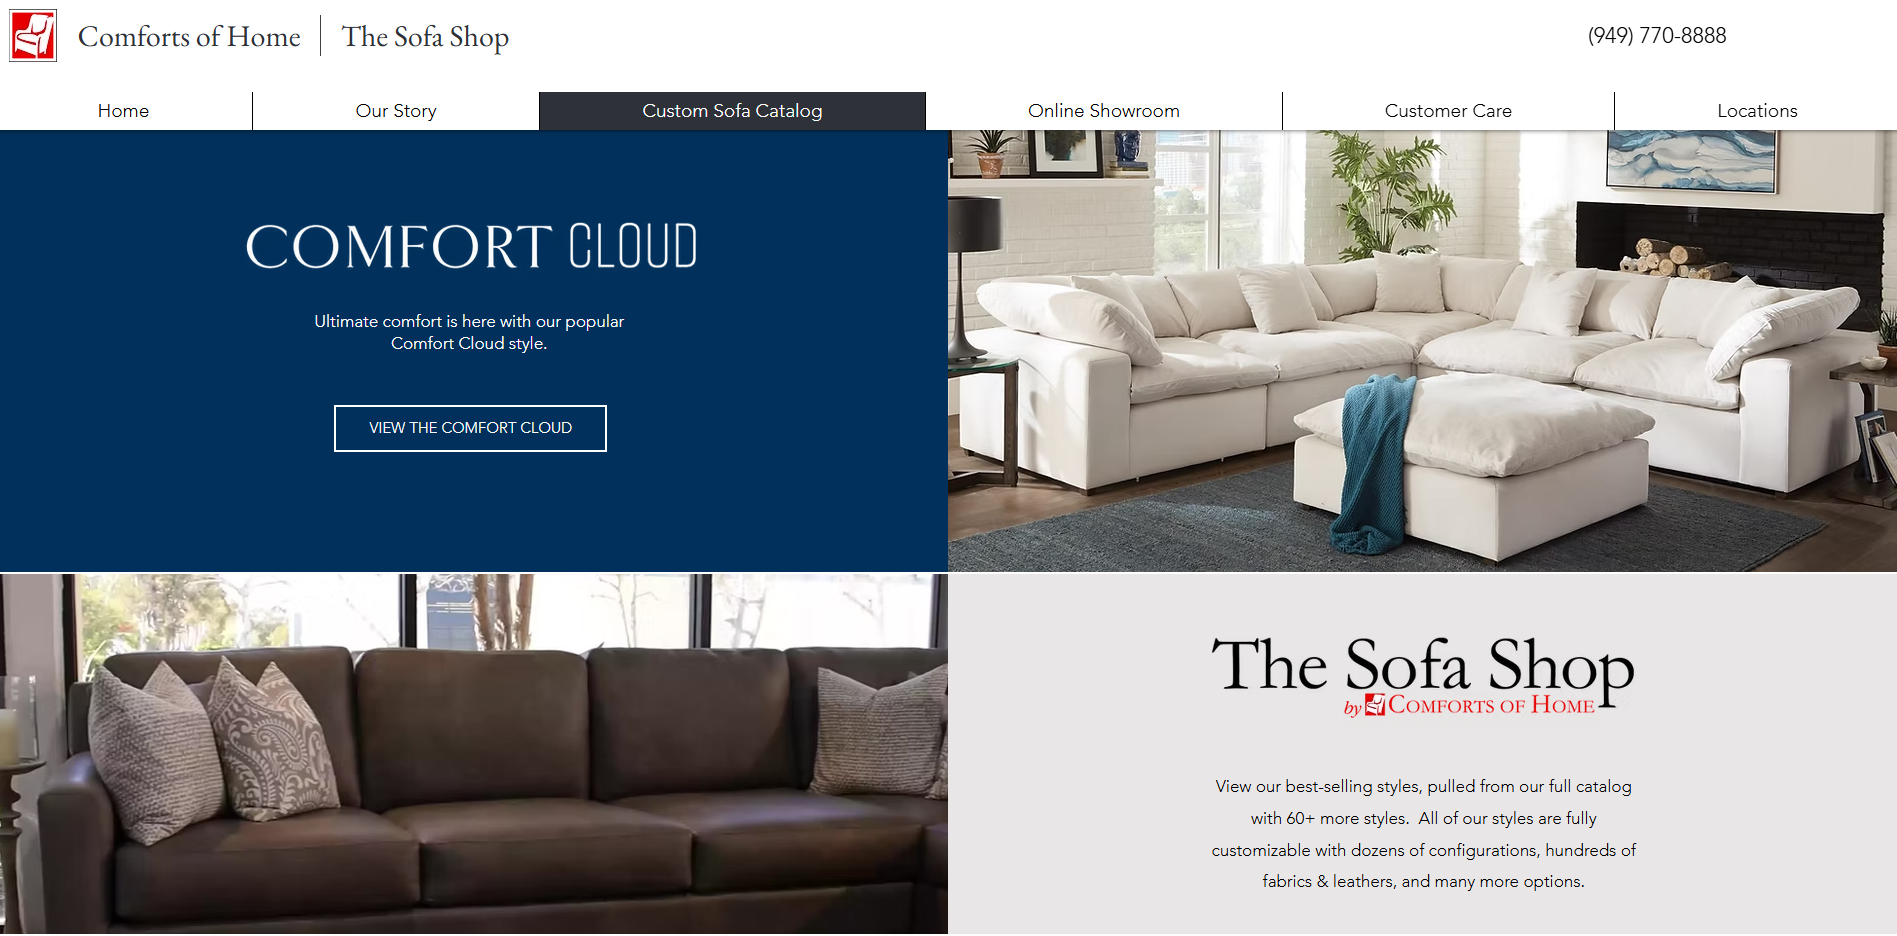 Comforts of Home
The Sofa Shop
(949) 770-8888
Home
Our Story
Custom Sofa Catalog
Online Showroom
Customer Care
Locations
COMFORT CLOUD
Ultimate comfort is here with our popular
Comfort Cloud style.
VIEW THE COMFORT CLOUD
The Sofa Shop
by COMFORTS OF HOME
View our best-selling styles, pulled from our full catalog
with 60+ more styles.  All of our styles are fully
customizable with dozens of configurations, hundreds of
fabrics & leathers, and many more options.